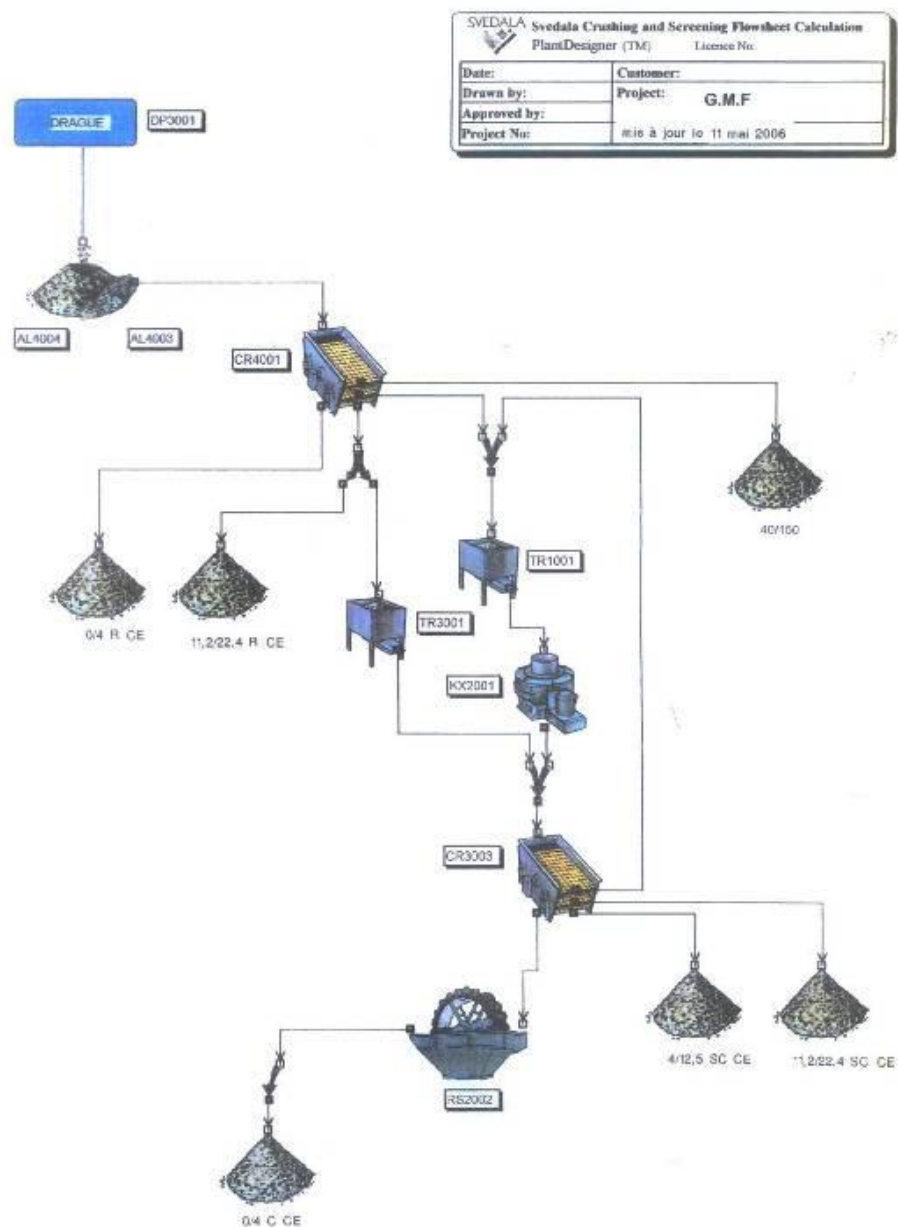 SVEDALA Svedala Crushing and Screening Flowsheet Calculation
PlantDesigner (TM) Licence No:
Date: Customer:
Drawn by: Project: G.M.F
Approved by:
Project No: mis à jour le 11 mai 2006
DRAGUE DP3001
AL4004 AL4003
CR4001
40/150
TR1001
0/4 R CE
11,2/22,4 R CE
TR3001
KX2001
CR3003
4/12,5 SC CE
11,2/22,4 SC CE
RS2002
0/4 C CE